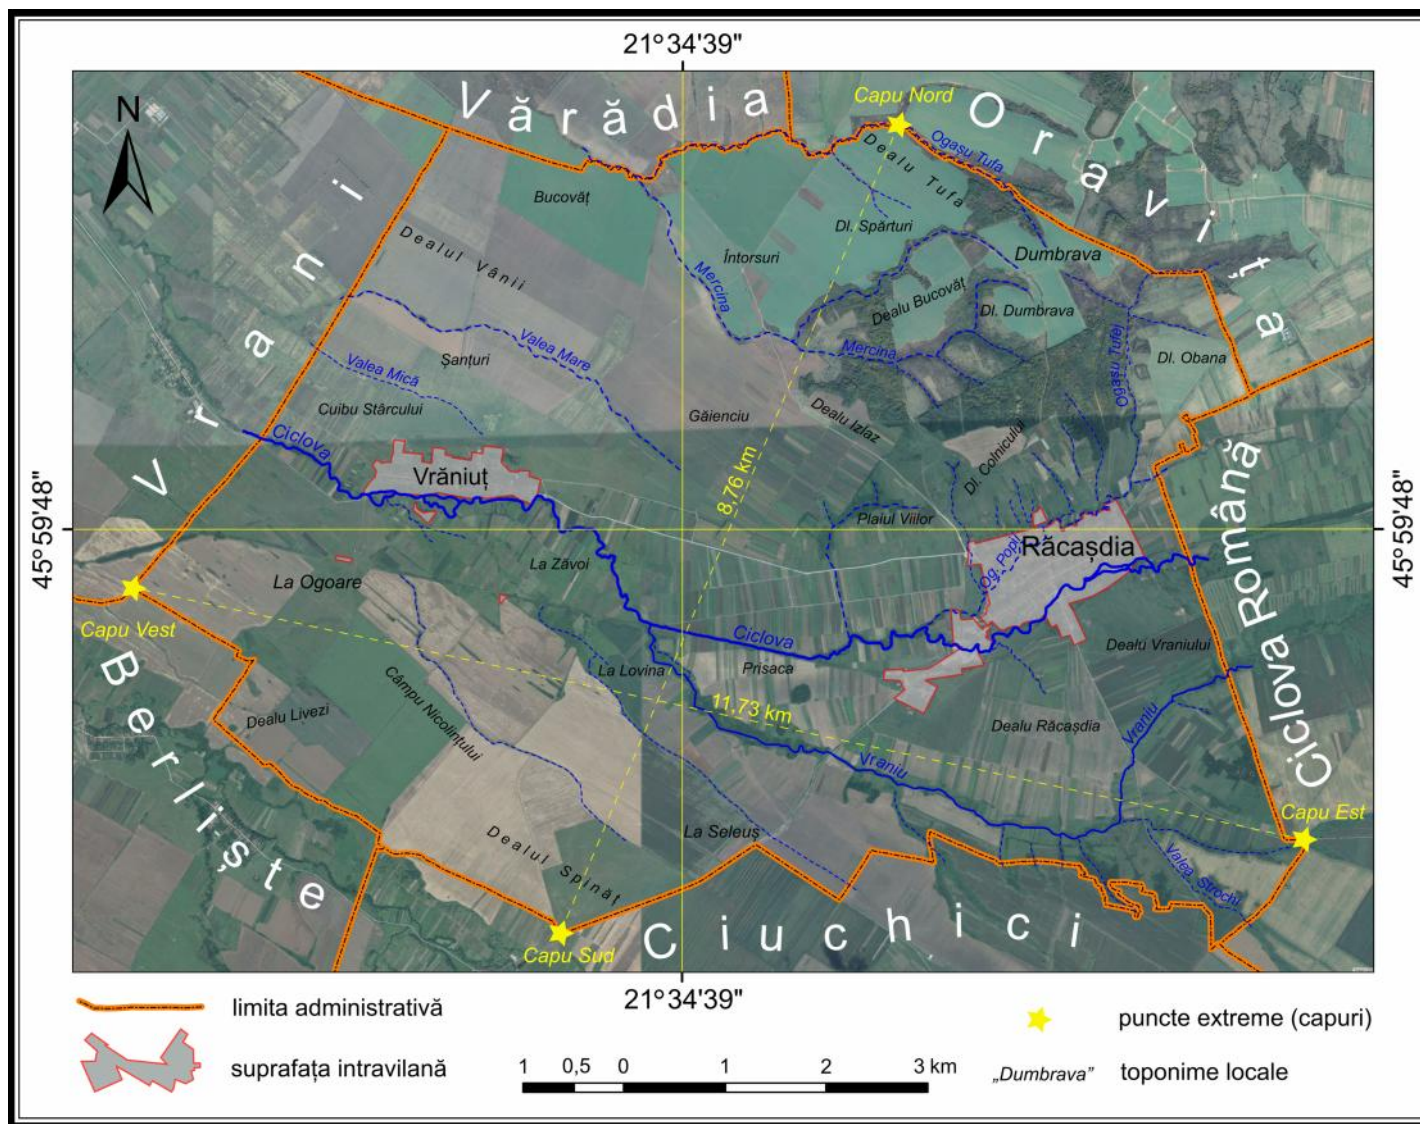 21°34'39"
N
Vărădia
Capu Nord
Oravița
Ogașu Tufa
Dealu Tufa
Bucovăț
Dl. Spărturi
Vrani
Dealul Vânii
Întorsuri
Dumbrava
Mercina
Dealu Bucovăț
Dl. Dumbrava
Valea Mare
Șanțuri
Mercina
Ogașu Tufei
Dl. Obana
Valea Mică
Cuibu Stârcului
Găienciu
Dealu Izlaz
Ciclova
Dl. Colnicului
Vrăniuț
8,76 km
Ciclova Română
45°59'48"
45°59'48"
Plaiul Viilor
Răcașdia
Og. Popii
La Zăvoi
La Ogoare
Capu Vest
Ciclova
Berliște
La Lovina
Prisaca
Dealu Vraniului
Câmpu Nicolințului
11,73 km
Dealu Livezi
Dealu Răcașdia
Vraniu
Vraniu
Capu Est
La Seleuș
Dealul Spinăt
Valea Strochi
Ciuchici
Capu Sud
21°34'39"
limita administrativă
puncte extreme (capuri)
suprafața intravilană
1 0,5 0 1 2 3 km
„Dumbrava” toponime locale